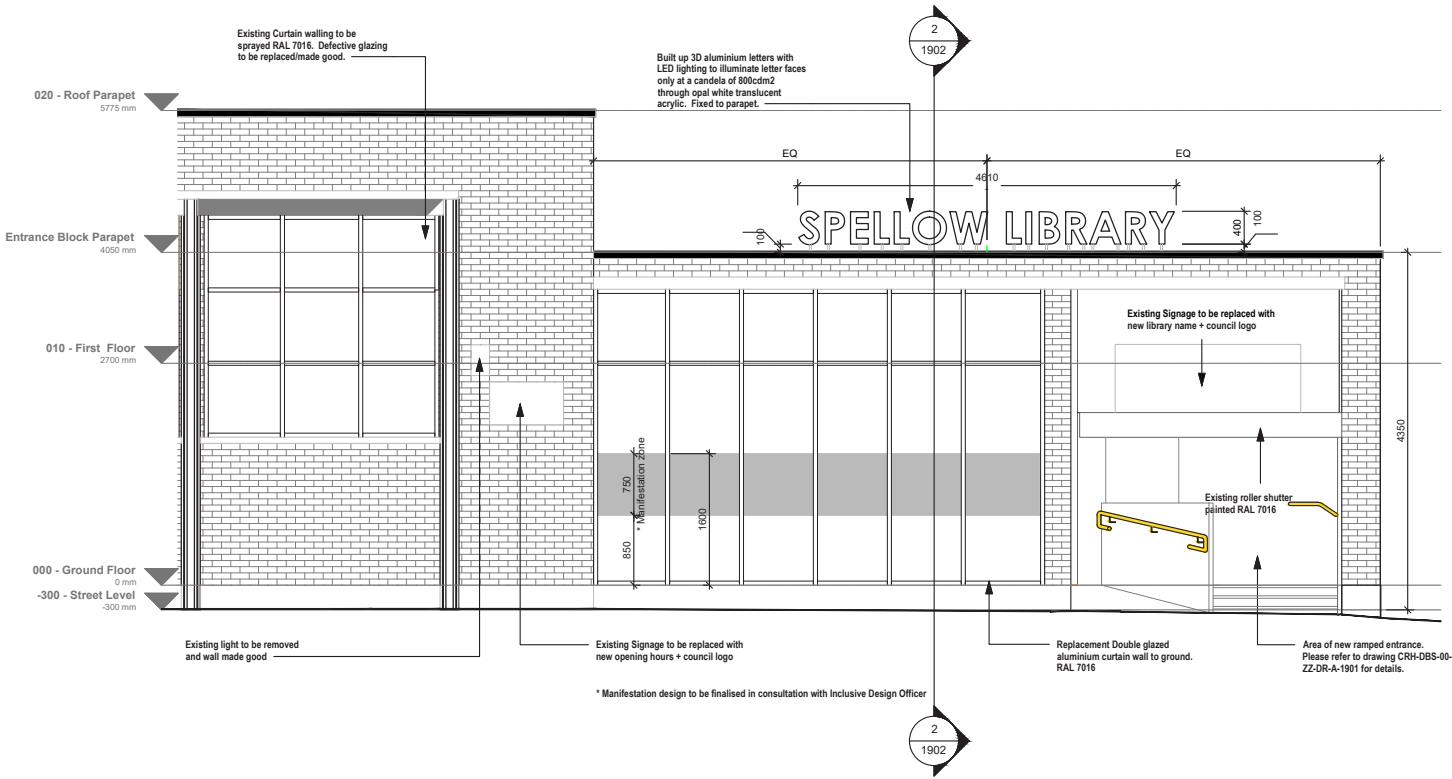 2
1902
Existing Curtain walling to be
sprayed RAL 7016. Defective glazing
to be replaced/made good.
Built up 3D aluminium letters with
LED lighting to illuminate letter faces
only at a candela of 800cdm2
through opal white translucent
acrylic. Fixed to parapet.
020 - Roof Parapet
5775 mm
EQ
EQ
4610
SPELLOW LIBRARY
100
400
100
Entrance Block Parapet
4050 mm
Existing Signage to be replaced with
new library name + council logo
010 - First Floor
2700 mm
4350
750
* Manifestation zone
850
1600
Existing roller shutter
painted RAL 7016
000 - Ground Floor
0 mm
-300 - Street Level
-300 mm
Existing light to be removed
and wall made good
Existing Signage to be replaced with
new opening hours + council logo
Replacement Double glazed
aluminium curtain wall to ground.
RAL 7016
Area of new ramped entrance.
Please refer to drawing CRH-DBS-00-
ZZ-DR-A-1901 for details.
* Manifestation design to be finalised in consultation with Inclusive Design Officer
2
1902